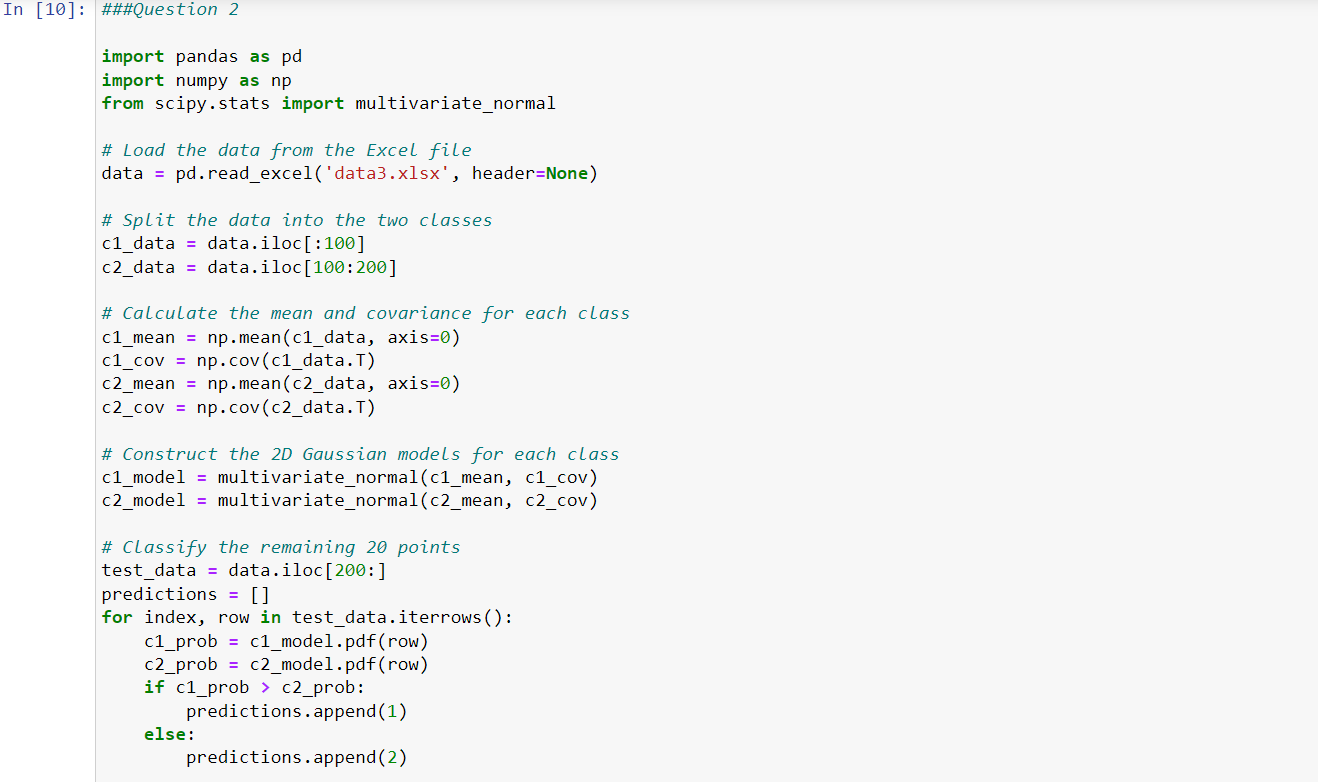 In [10]: ###Question 2
import pandas as pd
import numpy as np
from scipy.stats import multivariate_normal
# Load the data from the Excel file
data = pd.read_excel('data3.xlsx', header=None)
# Split the data into the two classes
c1_data = data.iloc[:100]
c2_data = data.iloc[100:200]
# Calculate the mean and covariance for each class
c1_mean = np.mean(c1_data, axis=0)
c1_cov = np.cov(c1_data.T)
c2_mean = np.mean(c2_data, axis=0)
c2_cov = np.cov(c2_data.T)
# Construct the 2D Gaussian models for each class
c1_model = multivariate_normal(c1_mean, c1_cov)
c2_model = multivariate_normal(c2_mean, c2_cov)
# Classify the remaining 20 points
test_data = data.iloc[200:]
predictions = []
for index, row in test_data.iterrows():
    c1_prob = c1_model.pdf(row)
    c2_prob = c2_model.pdf(row)
    if c1_prob > c2_prob:
        predictions.append(1)
    else:
        predictions.append(2)